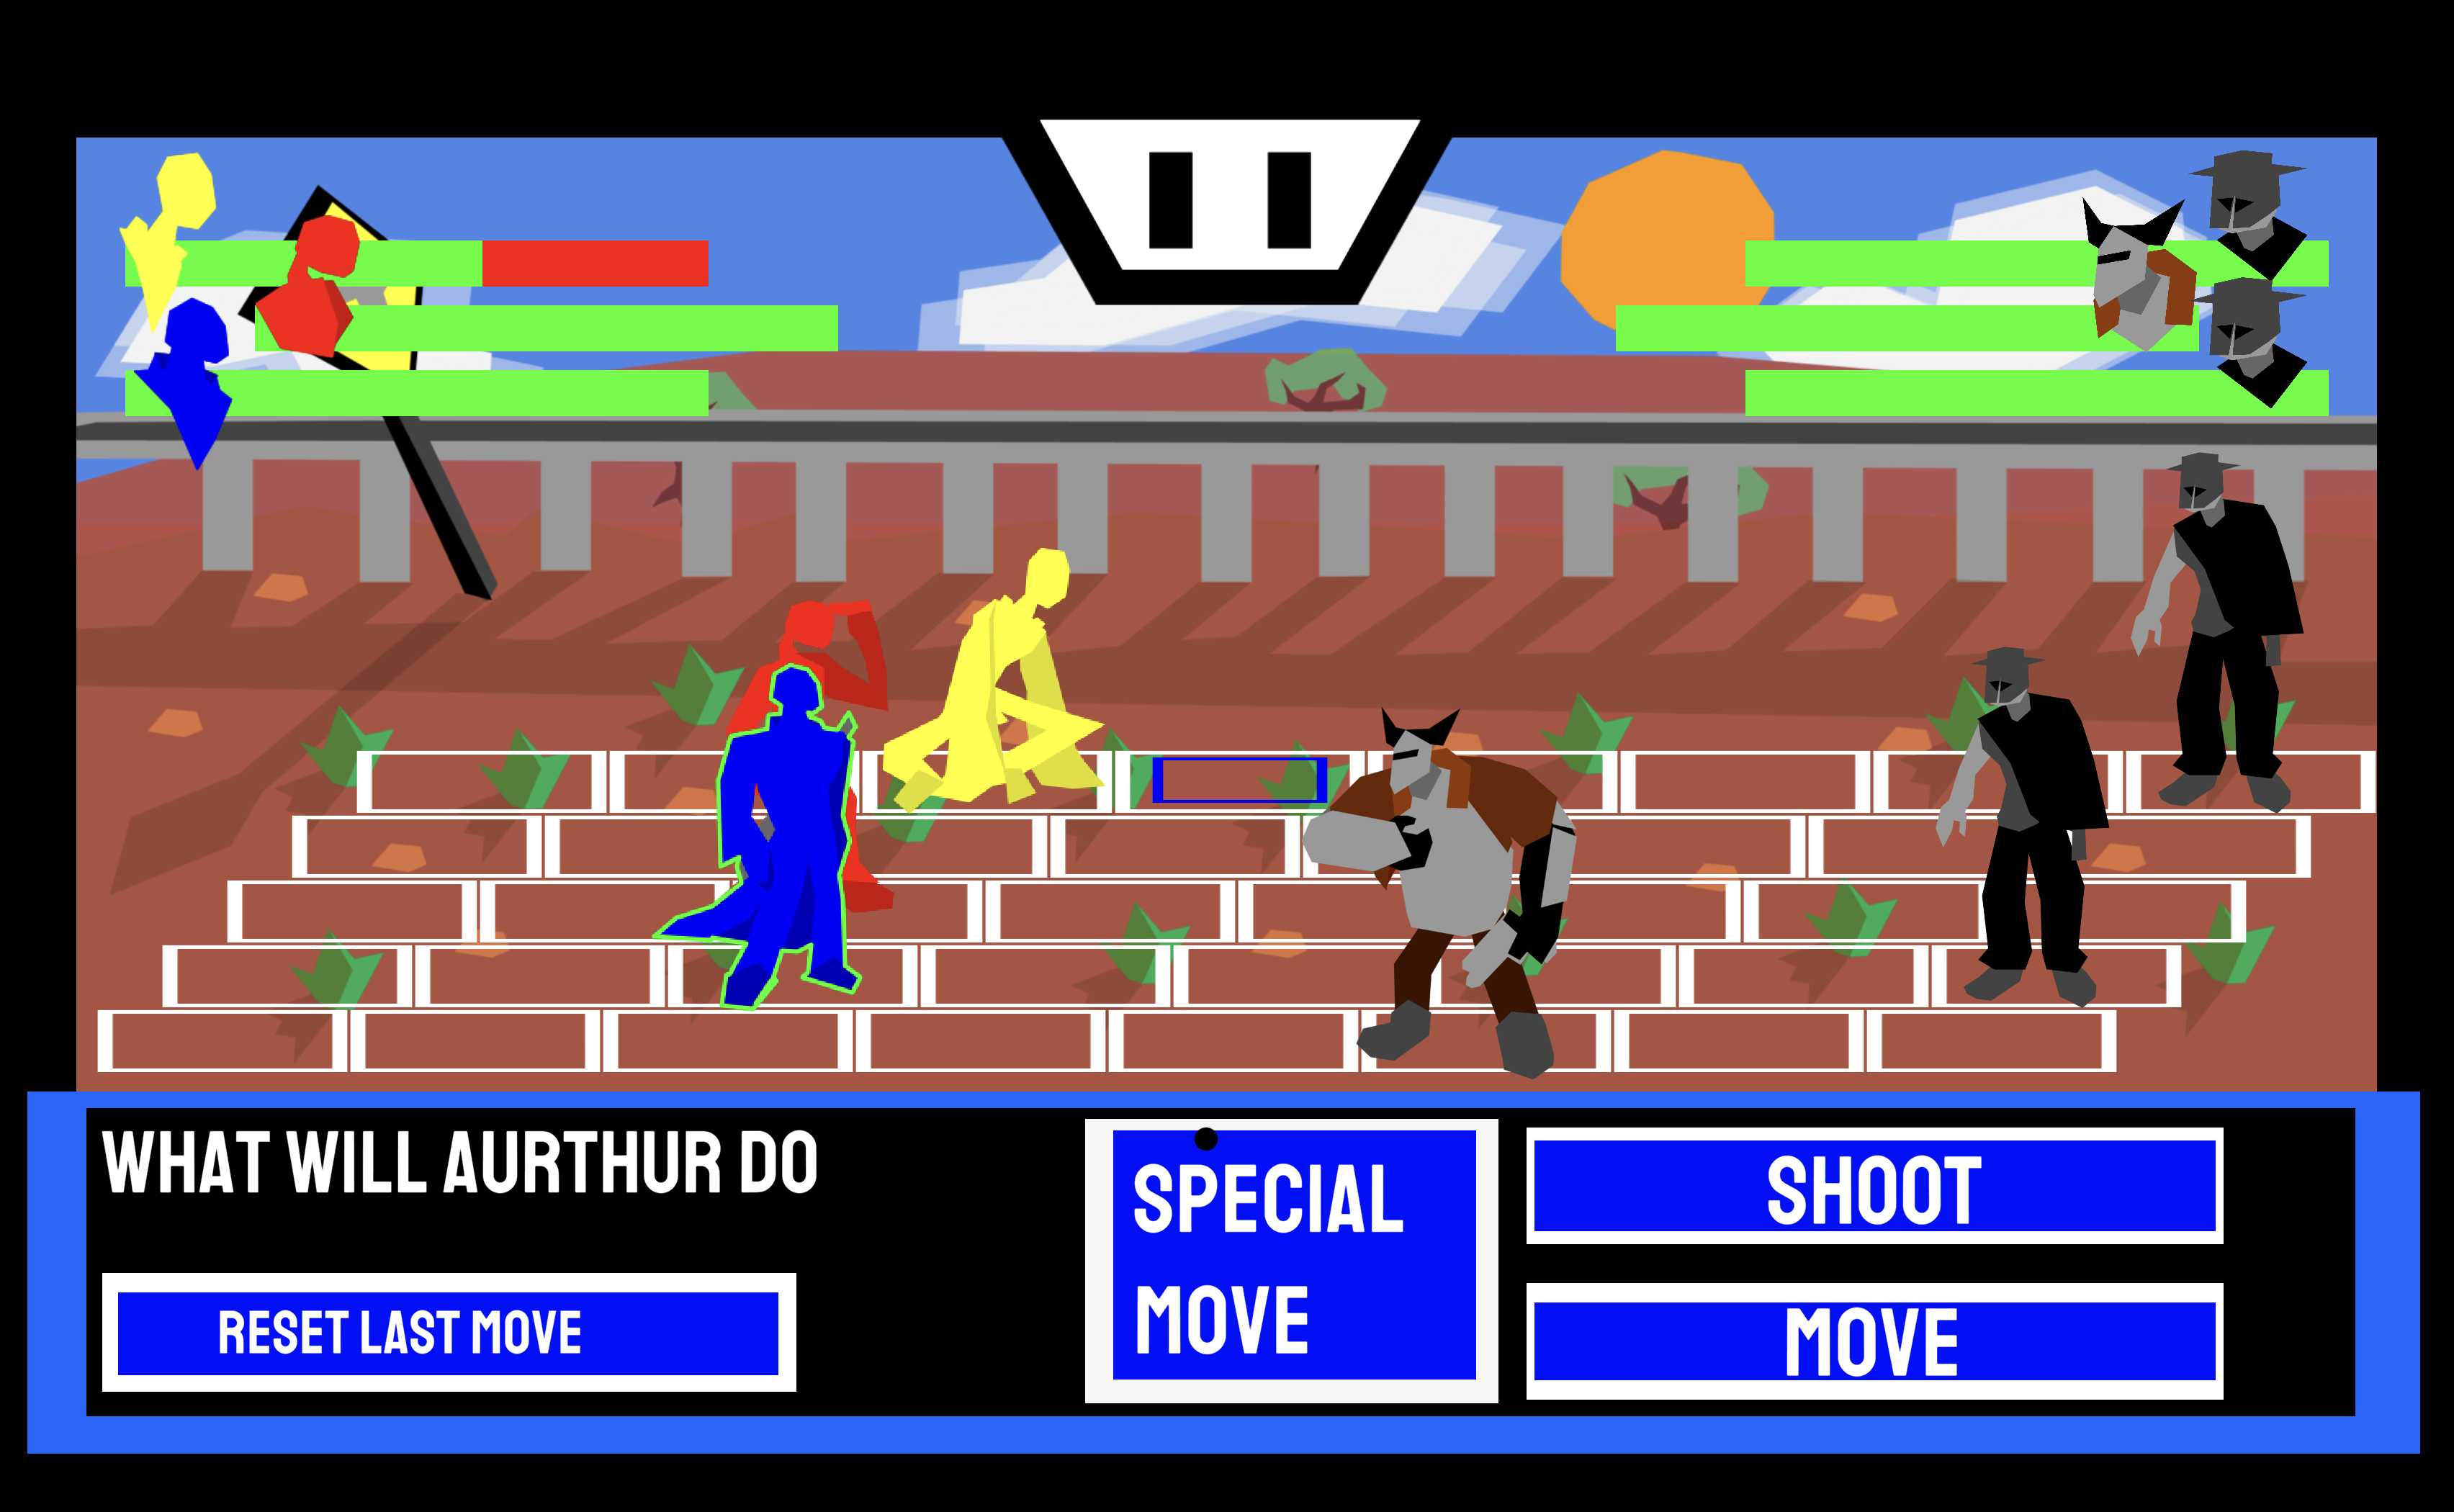 WHAT WILL AURTHUR DO
RESET LAST MOVE
SPECIAL
MOVE
SHOOT
MOVE